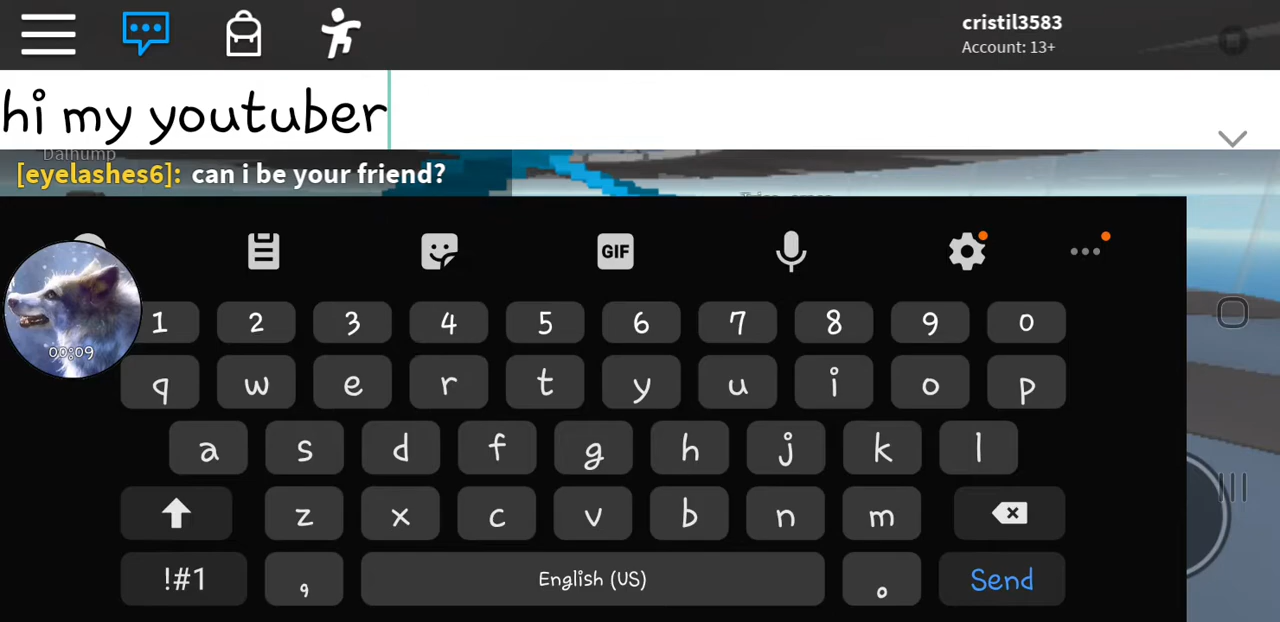 cristil3583
Account: 13+
hi my youtuber
Dalhump
[eyelashes6]: can i be your friend?
GIF
00:09
1 2 3 4 5 6 7 8 9 0
q w e r t y u i o p
a s d f g h j k l
z x c v b n m
!#1 , English (US) . Send